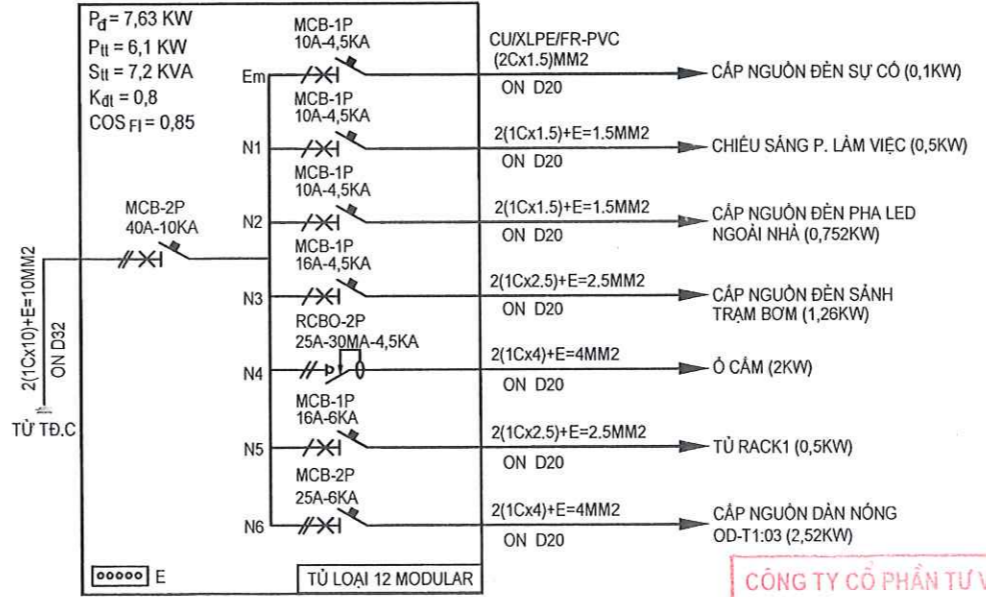 Pđ = 7,63 KW
Ptt = 6,1 KW
Stt = 7,2 KVA
Kđt = 0,8
COS FI = 0,85
MCB-2P
40A-10KA
2(1Cx10)+E=10MM2
ON D32
TỪ TĐ.C
Em
MCB-1P
10A-4,5KA
CU/XLPE/FR-PVC
(2Cx1.5)MM2
ON D20
CẤP NGUỒN ĐÈN SỰ CỐ (0,1KW)
N1
MCB-1P
10A-4,5KA
2(1Cx1.5)+E=1.5MM2
ON D20
CHIẾU SÁNG P. LÀM VIỆC (0,5KW)
N2
MCB-1P
10A-4,5KA
2(1Cx1.5)+E=1.5MM2
ON D20
CẤP NGUỒN ĐÈN PHA LED
NGOÀI NHÀ (0,752KW)
N3
MCB-1P
16A-4,5KA
2(1Cx2.5)+E=2.5MM2
ON D20
CẤP NGUỒN ĐÈN SẢNH
TRẠM BƠM (1,26KW)
N4
RCBO-2P
25A-30MA-4,5KA
2(1Cx4)+E=4MM2
ON D20
Ổ CẮM (2KW)
N5
MCB-1P
16A-6KA
2(1Cx2.5)+E=2.5MM2
ON D20
TỦ RACK1 (0,5KW)
N6
MCB-2P
25A-6KA
2(1Cx4)+E=4MM2
ON D20
CẤP NGUỒN DÀN NÓNG
OD-T1:03 (2,52KW)
E
TỦ LOẠI 12 MODULAR
CÔNG TY CỔ PHẦN TƯ V